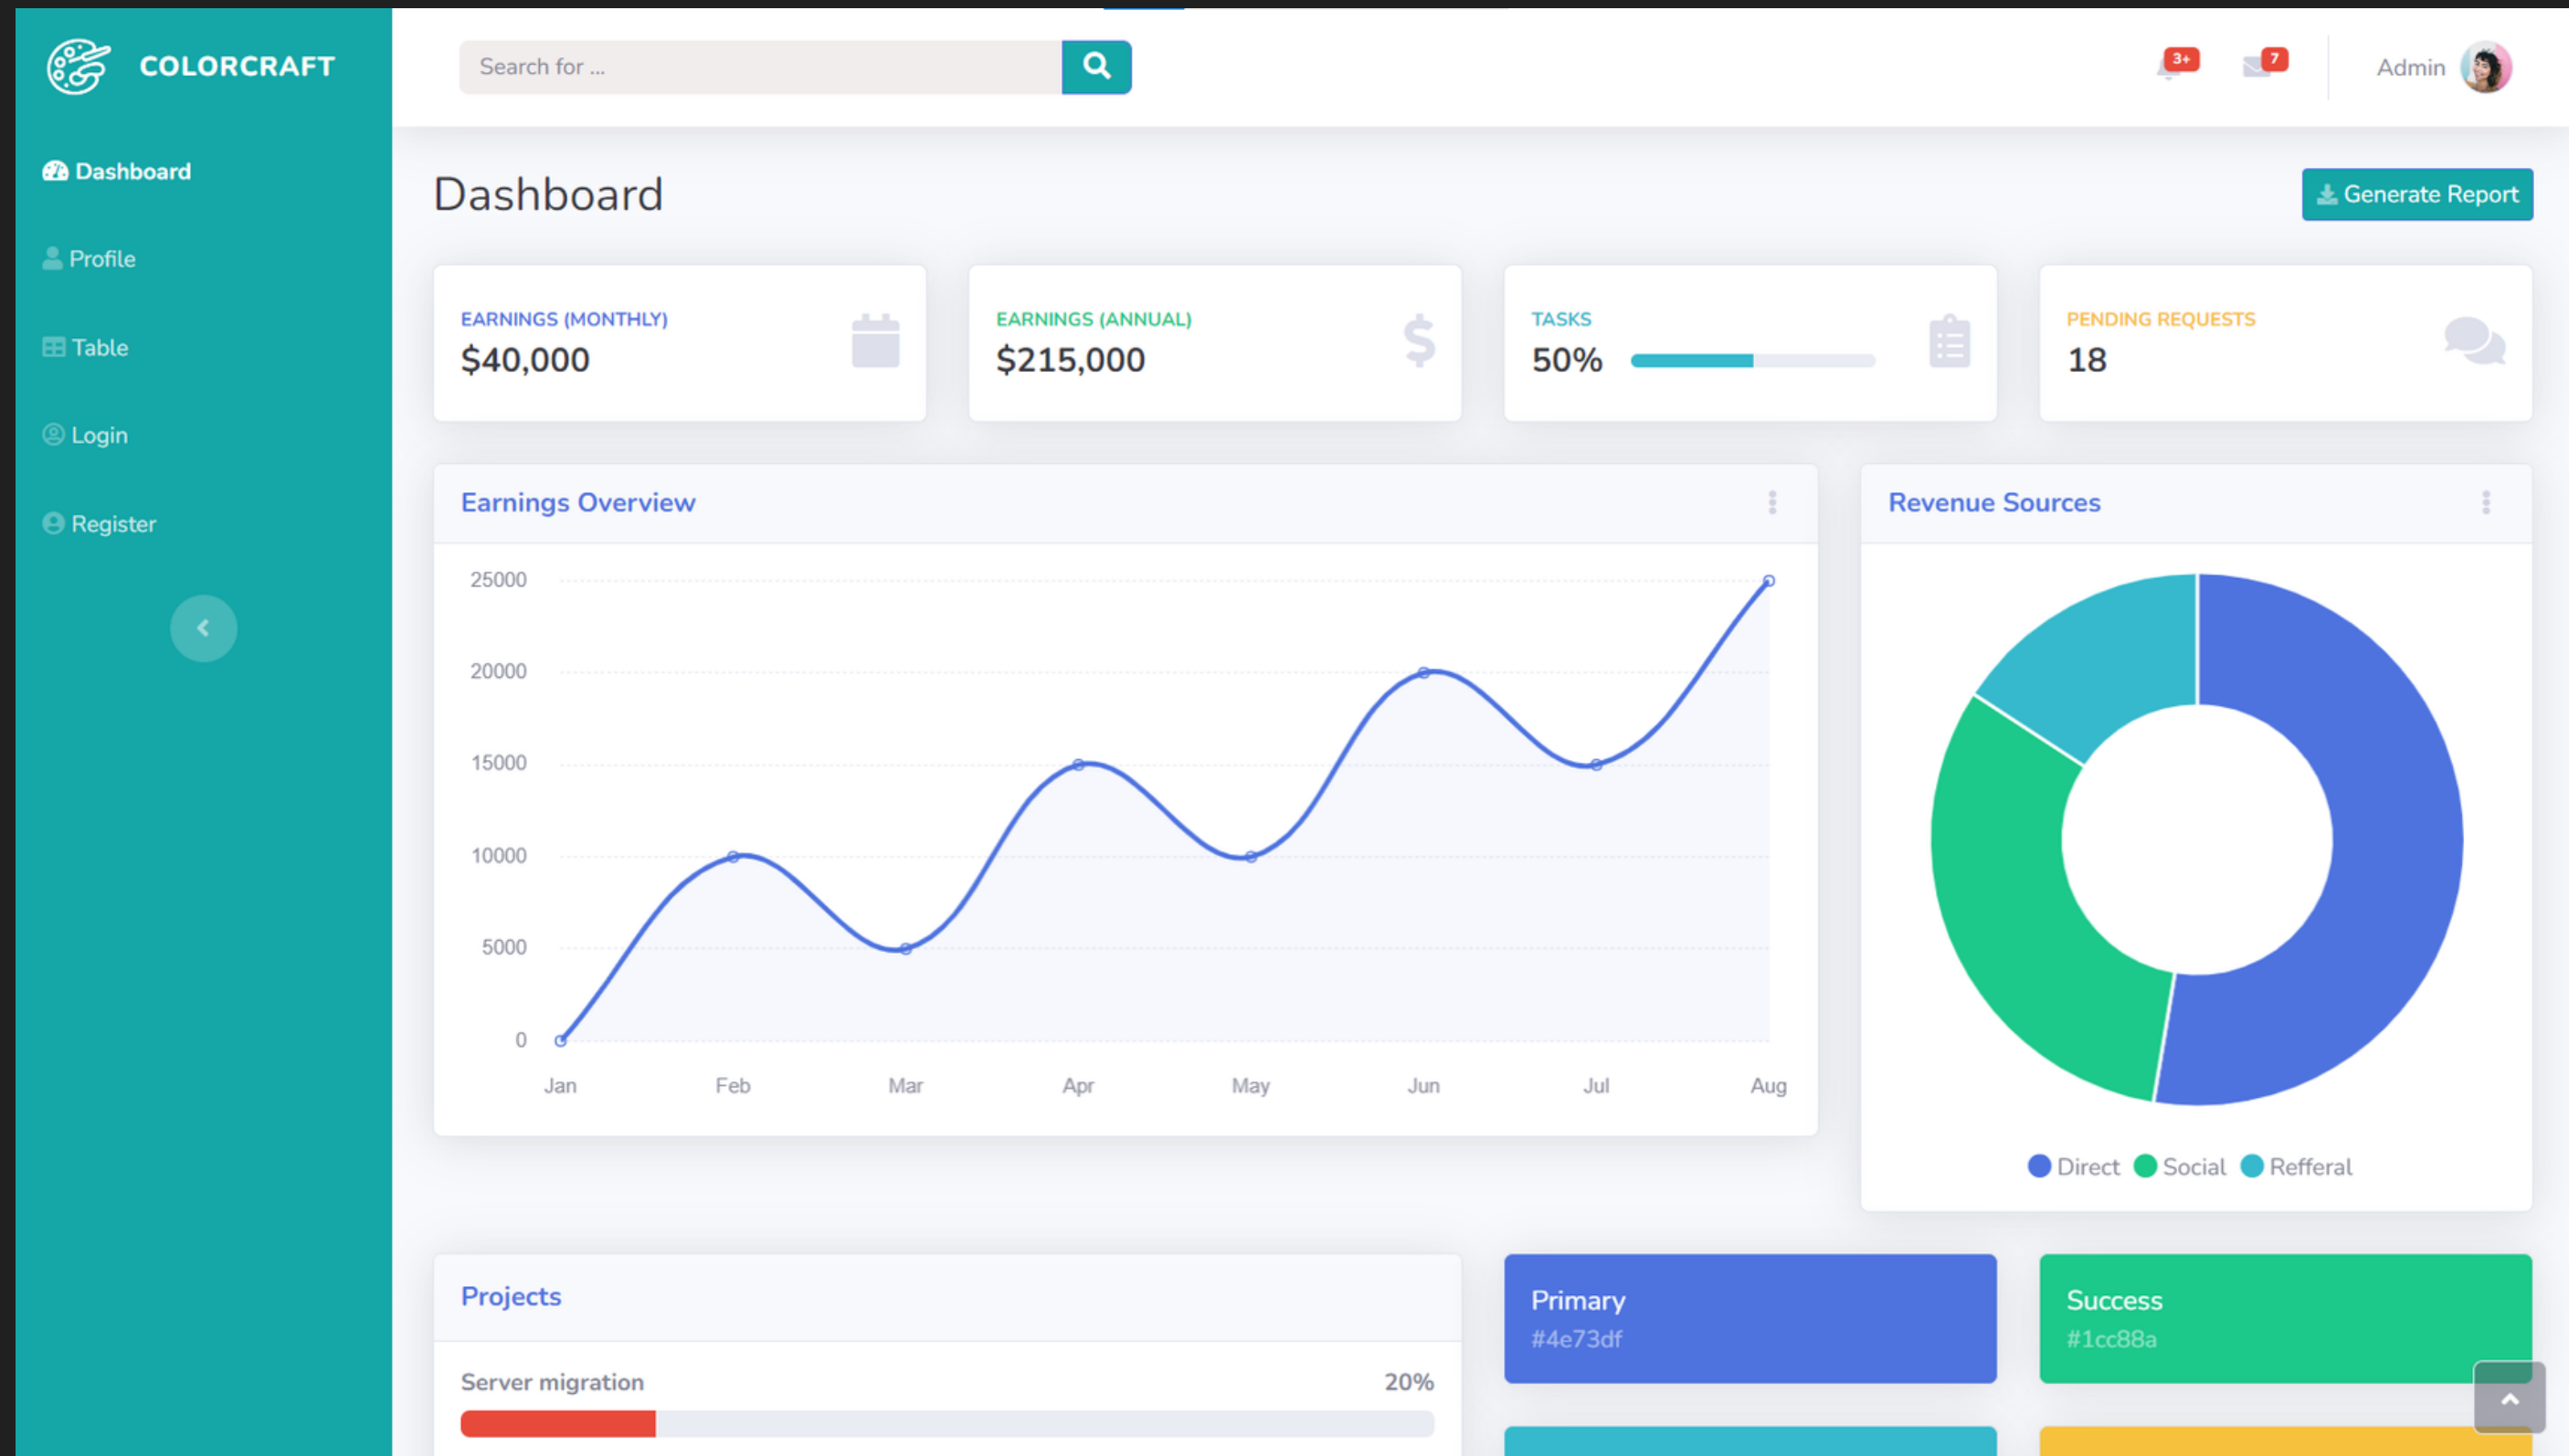 COLORCRAFT
Search for ...
3+
7
Admin
Dashboard
Profile
Table
Login
Register
Dashboard
Generate Report
EARNINGS (MONTHLY)
$40,000
EARNINGS (ANNUAL)
$215,000
TASKS
50%
PENDING REQUESTS
18
Earnings Overview
25000
20000
15000
10000
5000
0
Jan Feb Mar Apr May Jun Jul Aug
Revenue Sources
Direct Social Refferal
Projects
Server migration 20%
Primary
#4e73df
Success
#1cc88a